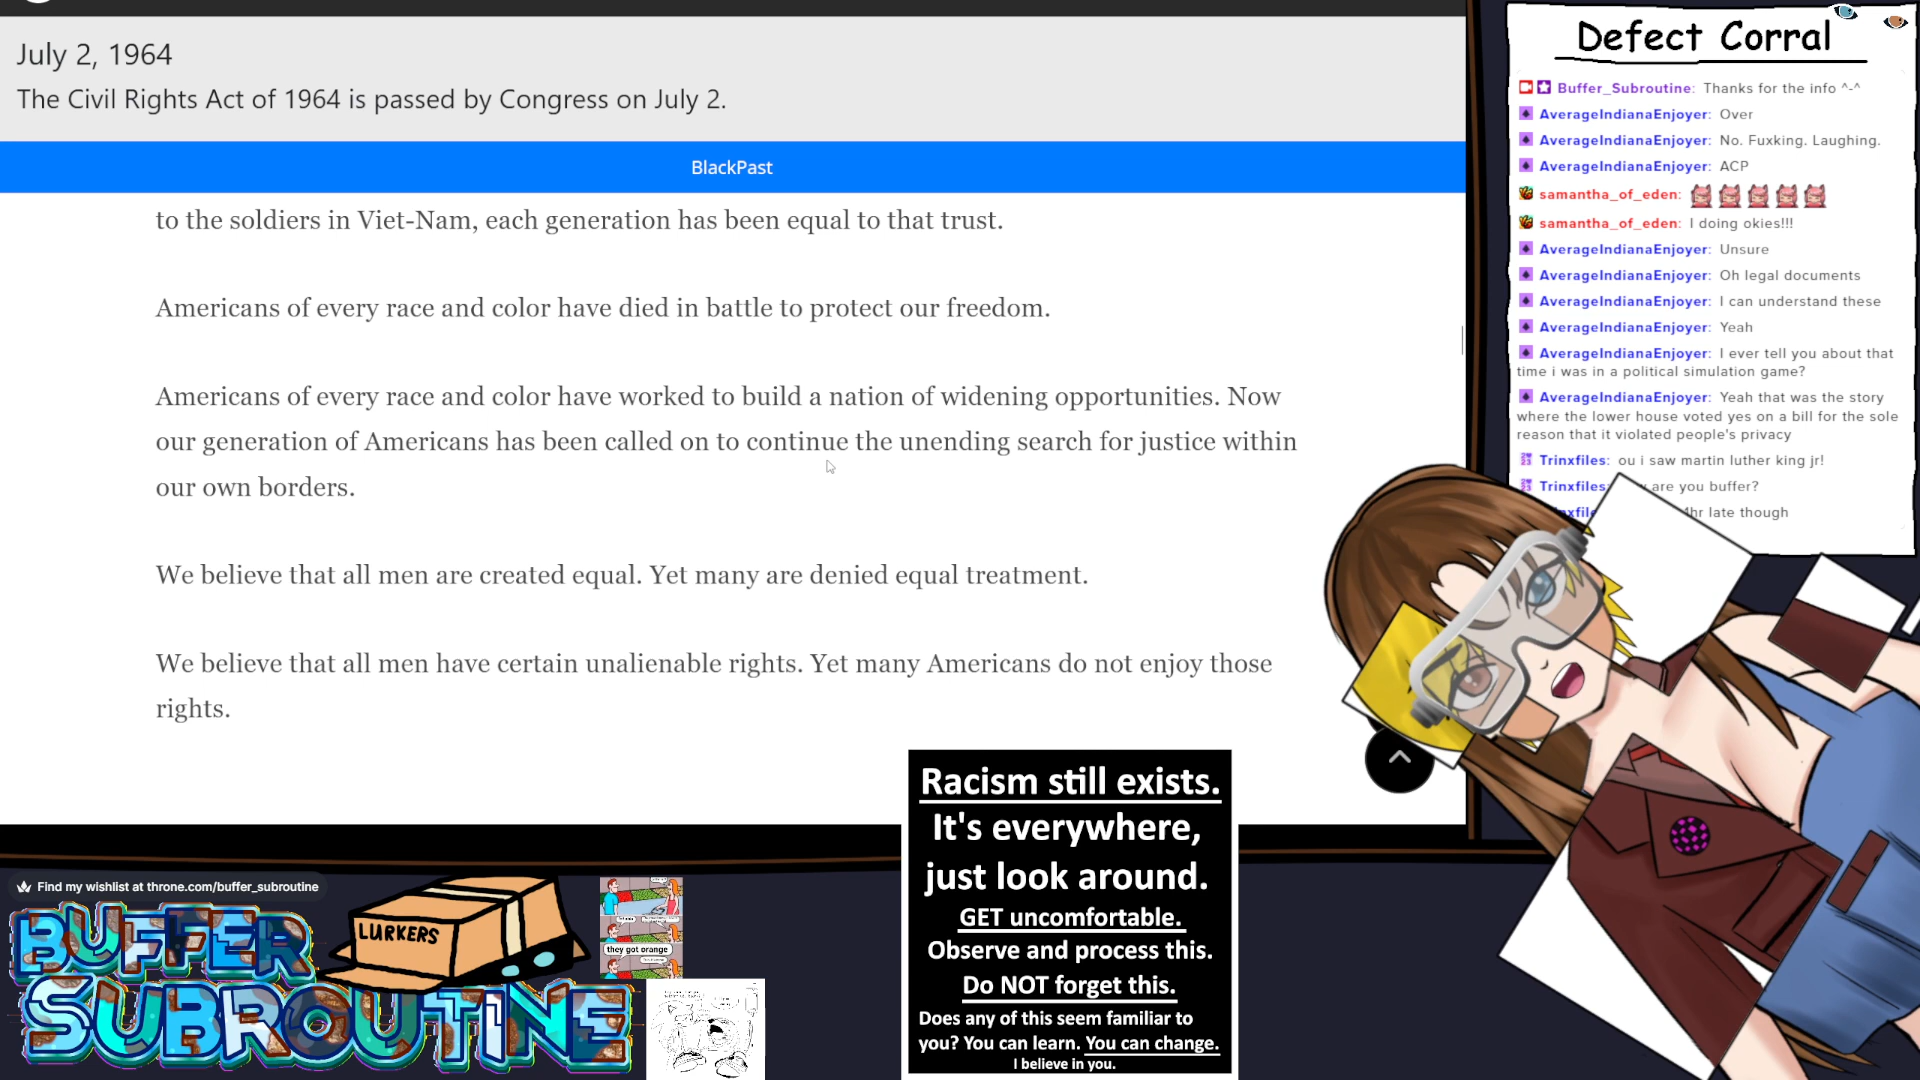 July 2, 1964
The Civil Rights Act of 1964 is passed by Congress on July 2.
BlackPast
to the soldiers in Viet-Nam, each generation has been equal to that trust.
Americans of every race and color have died in battle to protect our freedom.
Americans of every race and color have worked to build a nation of widening opportunities. Now
our generation of Americans has been called on to continue the unending search for justice within
our own borders.
We believe that all men are created equal. Yet many are denied equal treatment.
We believe that all men have certain unalienable rights. Yet many Americans do not enjoy those
rights.
Defect Corral
Buffer_Subroutine: Thanks for the info ^-^
AverageIndianaEnjoyer: Over
AverageIndianaEnjoyer: No. Fuxking. Laughing.
AverageIndianaEnjoyer: ACP
samantha_of_eden:
samantha_of_eden: I doing okies!!!
AverageIndianaEnjoyer: Unsure
AverageIndianaEnjoyer: Oh legal documents
AverageIndianaEnjoyer: I can understand these
AverageIndianaEnjoyer: Yeah
AverageIndianaEnjoyer: I ever tell you about that
time i was in a political simulation game?
AverageIndianaEnjoyer: Yeah that was the story
where the lower house voted yes on a bill for the sole
reason that it violated people's privacy
Trinxfiles: ou i saw martin luther king jr!
Trinxfiles: are you buffer?
late though
Find my wishlist at throne.com/buffer_subroutine
BUFFER
SUBROUTINE
LURKERS
they got orange
Racism still exists.
It's everywhere,
just look around.
GET uncomfortable.
Observe and process this.
Do NOT forget this.
Does any of this seem familiar to
you? You can learn. You can change.
I believe in you.